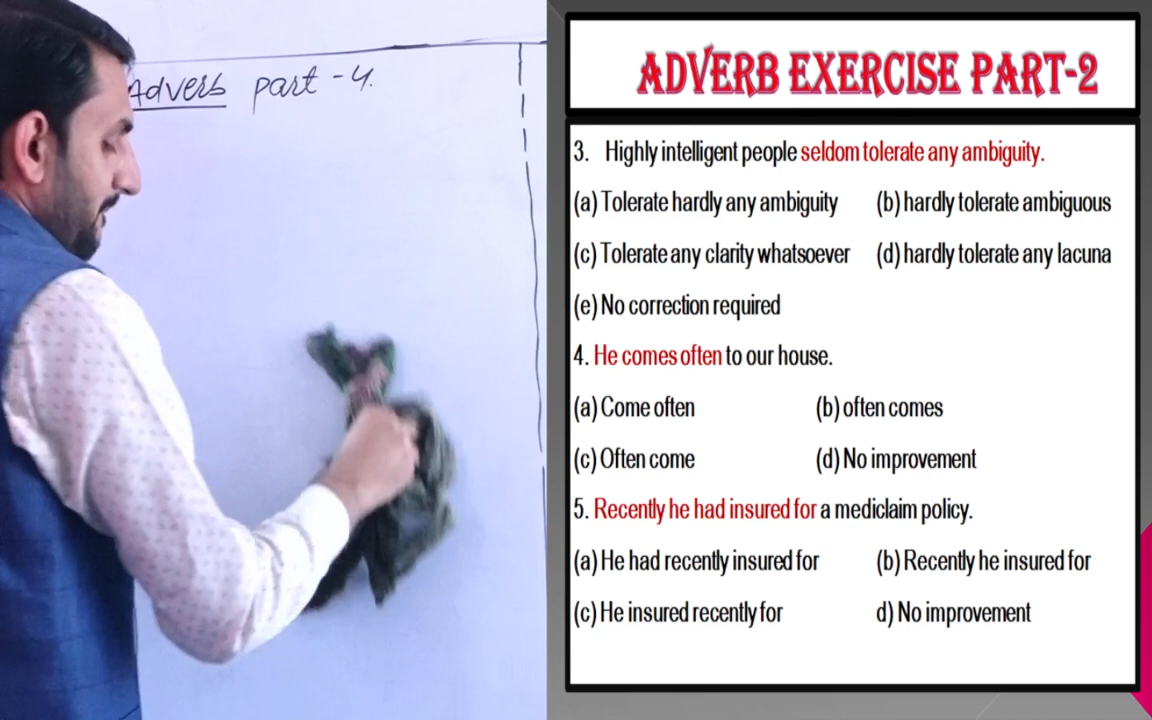 Adverb part - 4.
ADVERB EXERCISE PART-2
3. Highly intelligent people seldom tolerate any ambiguity.
(a) Tolerate hardly any ambiguity (b) hardly tolerate ambiguous
(c) Tolerate any clarity whatsoever (d) hardly tolerate any lacuna
(e) No correction required
4. He comes often to our house.
(a) Come often (b) often comes
(c) Often come (d) No improvement
5. Recently he had insured for a mediclaim policy.
(a) He had recently insured for (b) Recently he insured for
(c) He insured recently for d) No improvement